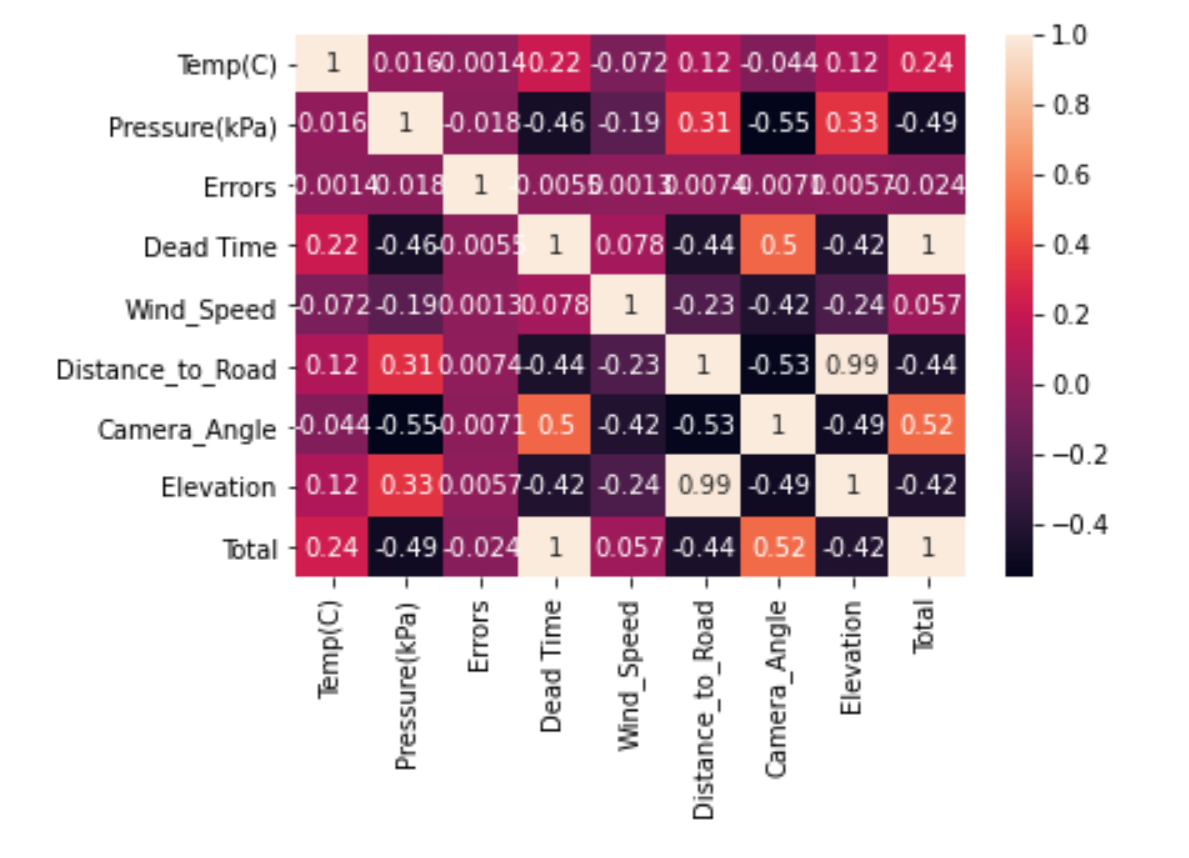 Temp(C) 1 0.016 -0.0014 0.22 -0.072 0.12 -0.044 0.12 0.24
Pressure(kPa) 0.016 1 -0.018 -0.46 -0.19 0.31 -0.55 0.33 -0.49
Errors -0.0014 -0.018 1 -0.0055 0.0013 0.0074 -0.0071 0.0057 -0.024
Dead Time 0.22 -0.46 -0.0055 1 0.078 -0.44 0.5 -0.42 1
Wind_Speed -0.072 -0.19 0.0013 0.078 1 -0.23 -0.42 -0.24 0.057
Distance_to_Road 0.12 0.31 0.0074 -0.44 -0.23 1 -0.53 0.99 -0.44
Camera_Angle -0.044 -0.55 -0.0071 0.5 -0.42 -0.53 1 -0.49 0.52
Elevation 0.12 0.33 0.0057 -0.42 -0.24 0.99 -0.49 1 -0.42
Total 0.24 -0.49 -0.024 1 0.057 -0.44 0.52 -0.42 1
Temp(C)
Pressure(kPa)
Errors
Dead Time
Wind_Speed
Distance_to_Road
Camera_Angle
Elevation
Total
1.0
0.8
0.6
0.4
0.2
0.0
−0.2
−0.4